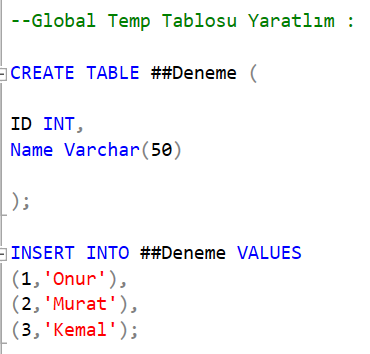 --Global Temp Tablosu Yaratlım :
CREATE TABLE ##Deneme (
ID INT,
Name Varchar(50)
);
INSERT INTO ##Deneme VALUES
(1,'Onur'),
(2,'Murat'),
(3,'Kemal');